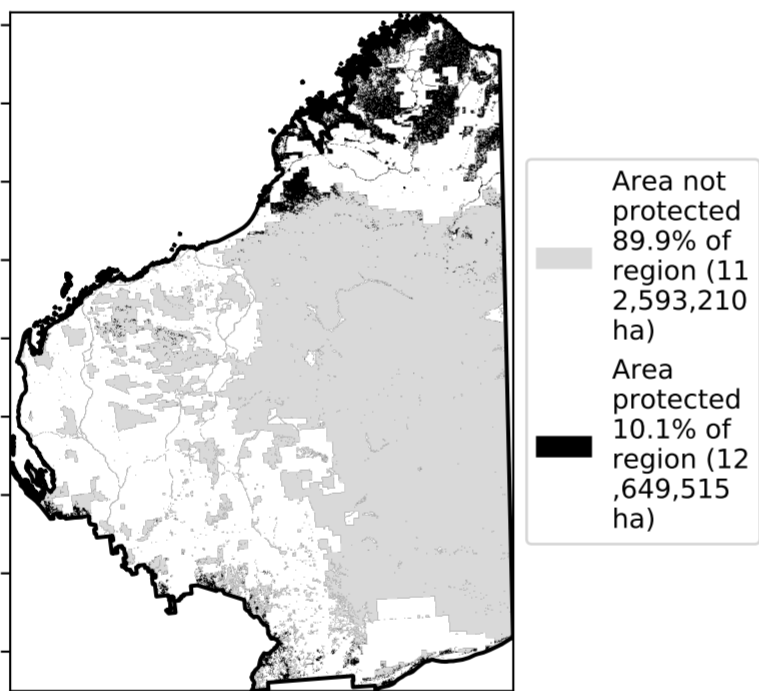 Area not
protected
89.9% of
region (11
2,593,210
ha)
Area
protected
10.1% of
region (12
,649,515
ha)